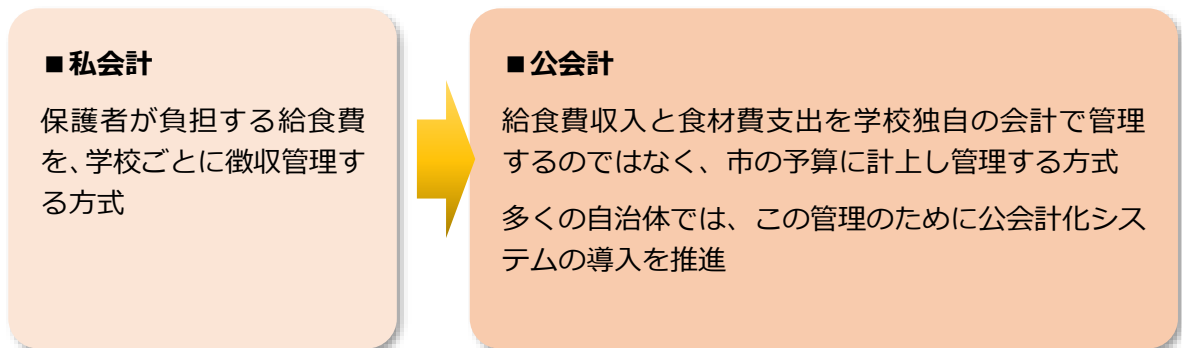 ■私会計
保護者が負担する給食費
を、学校ごとに徴収管理す
る方式
■公会計
給食費収入と食材費支出を学校独自の会計で管理
するのではなく、市の予算に計上し管理する方式
多くの自治体では、この管理のために公会計化シス
テムの導入を推進